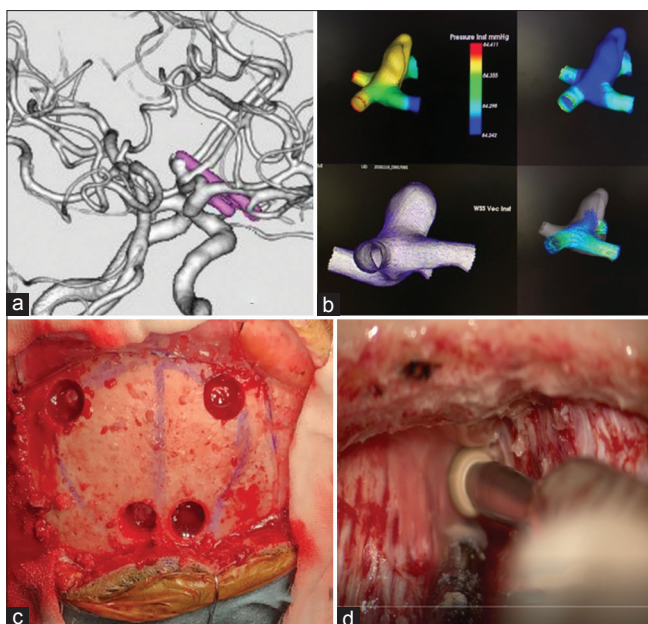 a
b
Pressure Inst mmHg
84.411
84.355
84.298
84.242
WSS Vec Inst
c
d